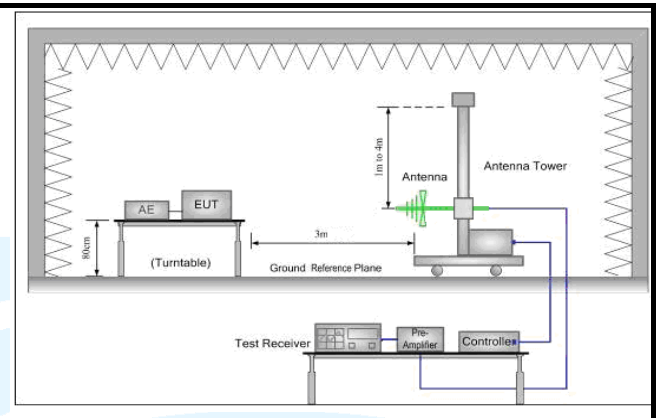 1m to 4m
Antenna
Antenna Tower
AE
EUT
80cm
(Turntable)
3m
Ground Reference Plane
Test Receiver
Pre-
Amplifier
Controller